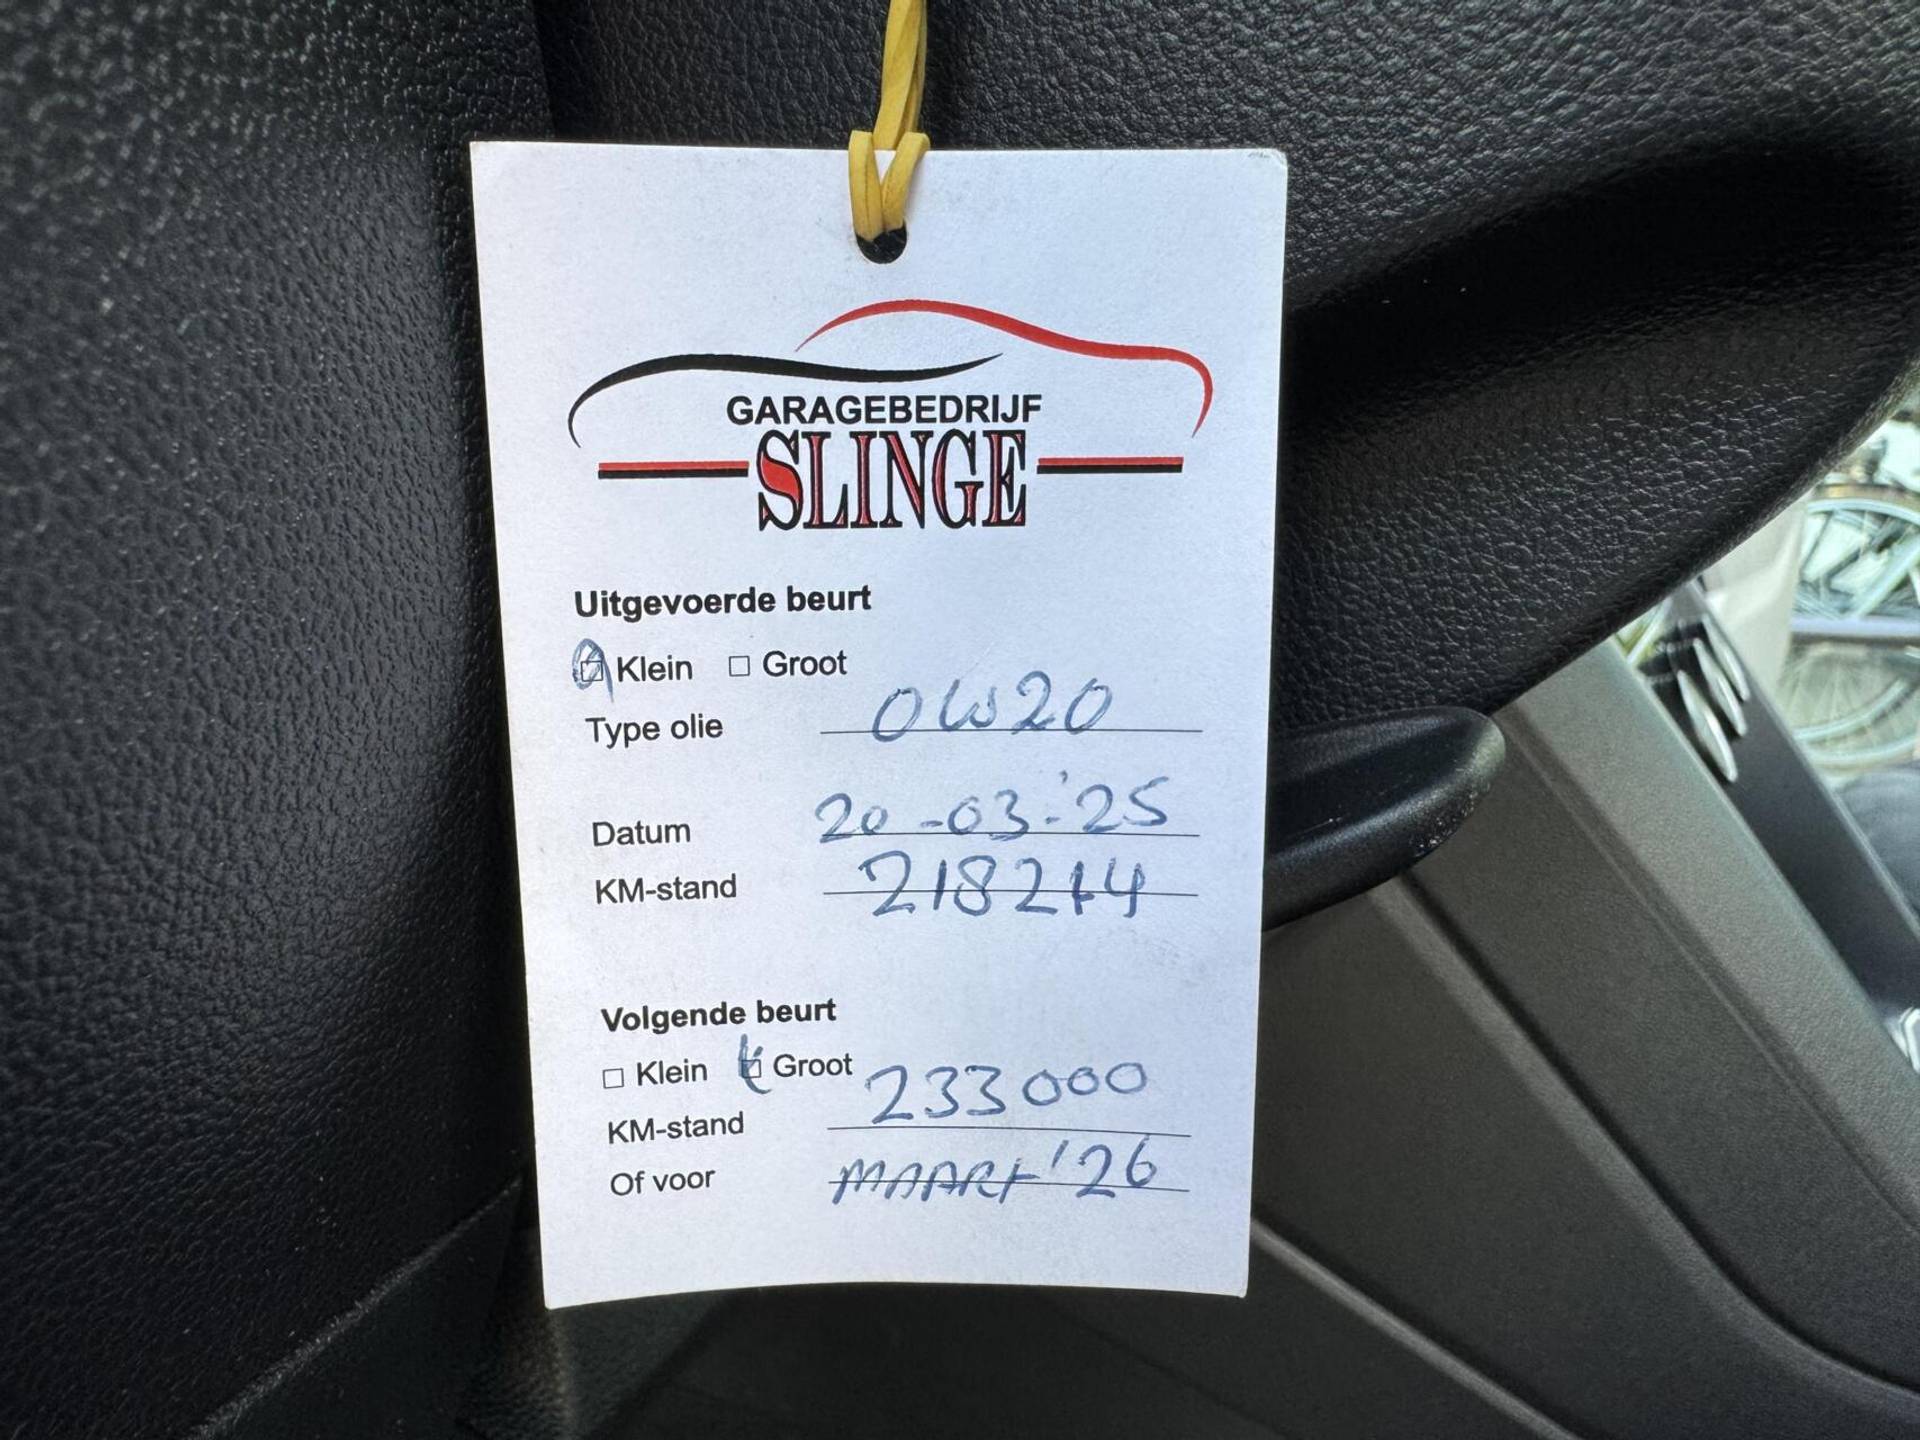 GARAGEBEDRIJF
SLINGE
Uitgevoerde beurt
Klein Groot
Type olie 0W20
Datum 20-03-'25
KM-stand 218274
Volgende beurt
Klein Groot
KM-stand 233000
Of voor MAART '26